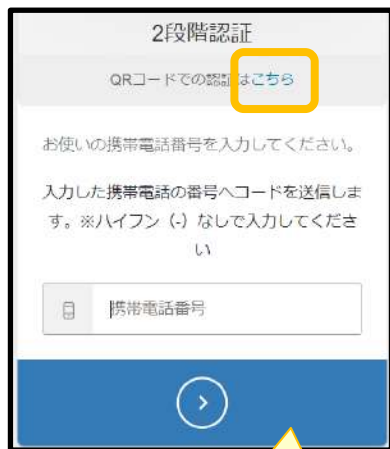 2段階認証
QRコードでの認証はこちら
お使いの携帯電話番号を入力してください。
入力した携帯電話の番号へコードを送信しま
す。※ハイフン（-）なしで入力してくださ
い
携帯電話番号